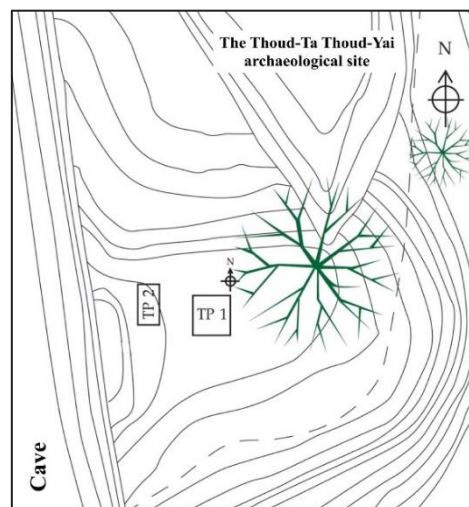 The Thoud-Ta Thoud-Yai
archaeological site
N
N
TP 2
TP 1
Cave